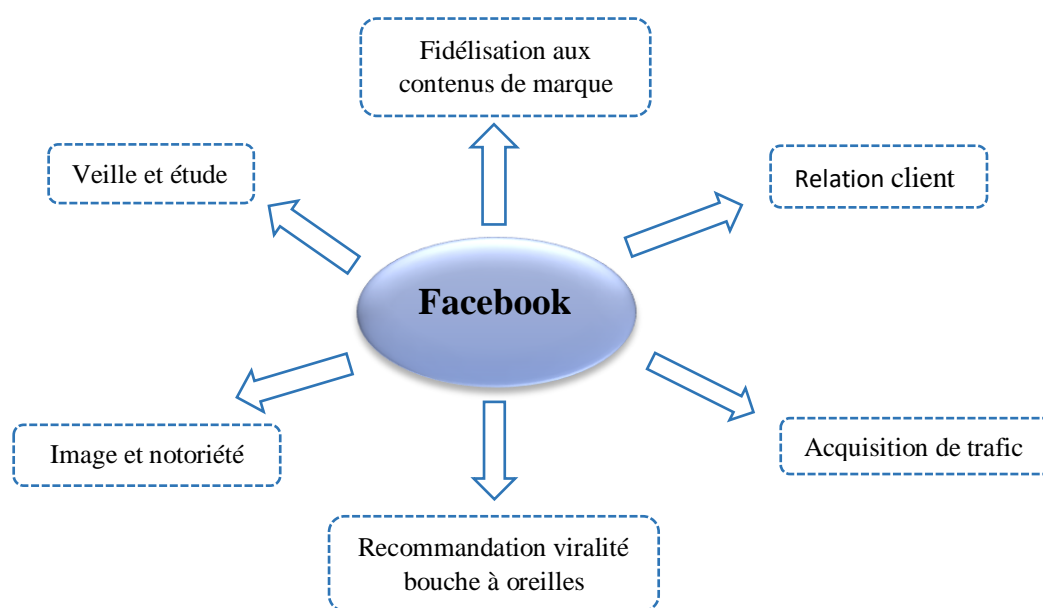 Fidélisation aux
contenus de marque
Veille et étude
Relation client
Facebook
Image et notoriété
Acquisition de trafic
Recommandation viralité
bouche à oreilles